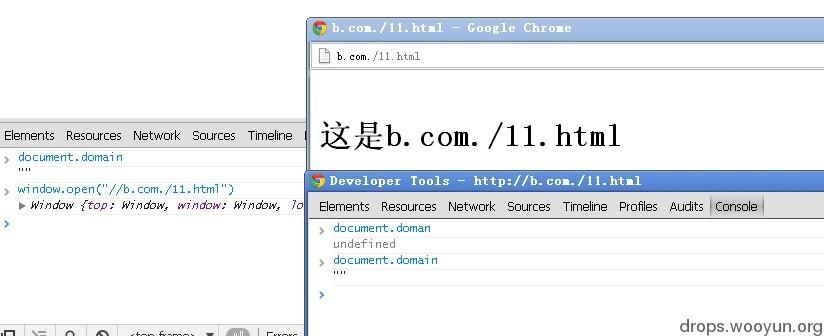 b.com./11.html - Google Chrome
b.com./11.html
这是b.com./11.html
Elements Resources Network Sources Timeline
document.domain
""
window.open("//b.com./11.html")
Window {top: Window, window: Window, lo
<top frame>
Errors
Developer Tools - http://b.com./11.html
Elements Resources Network Sources Timeline Profiles Audits Console
document.doman
undefined
document.domain
""
drops.wooyun.org